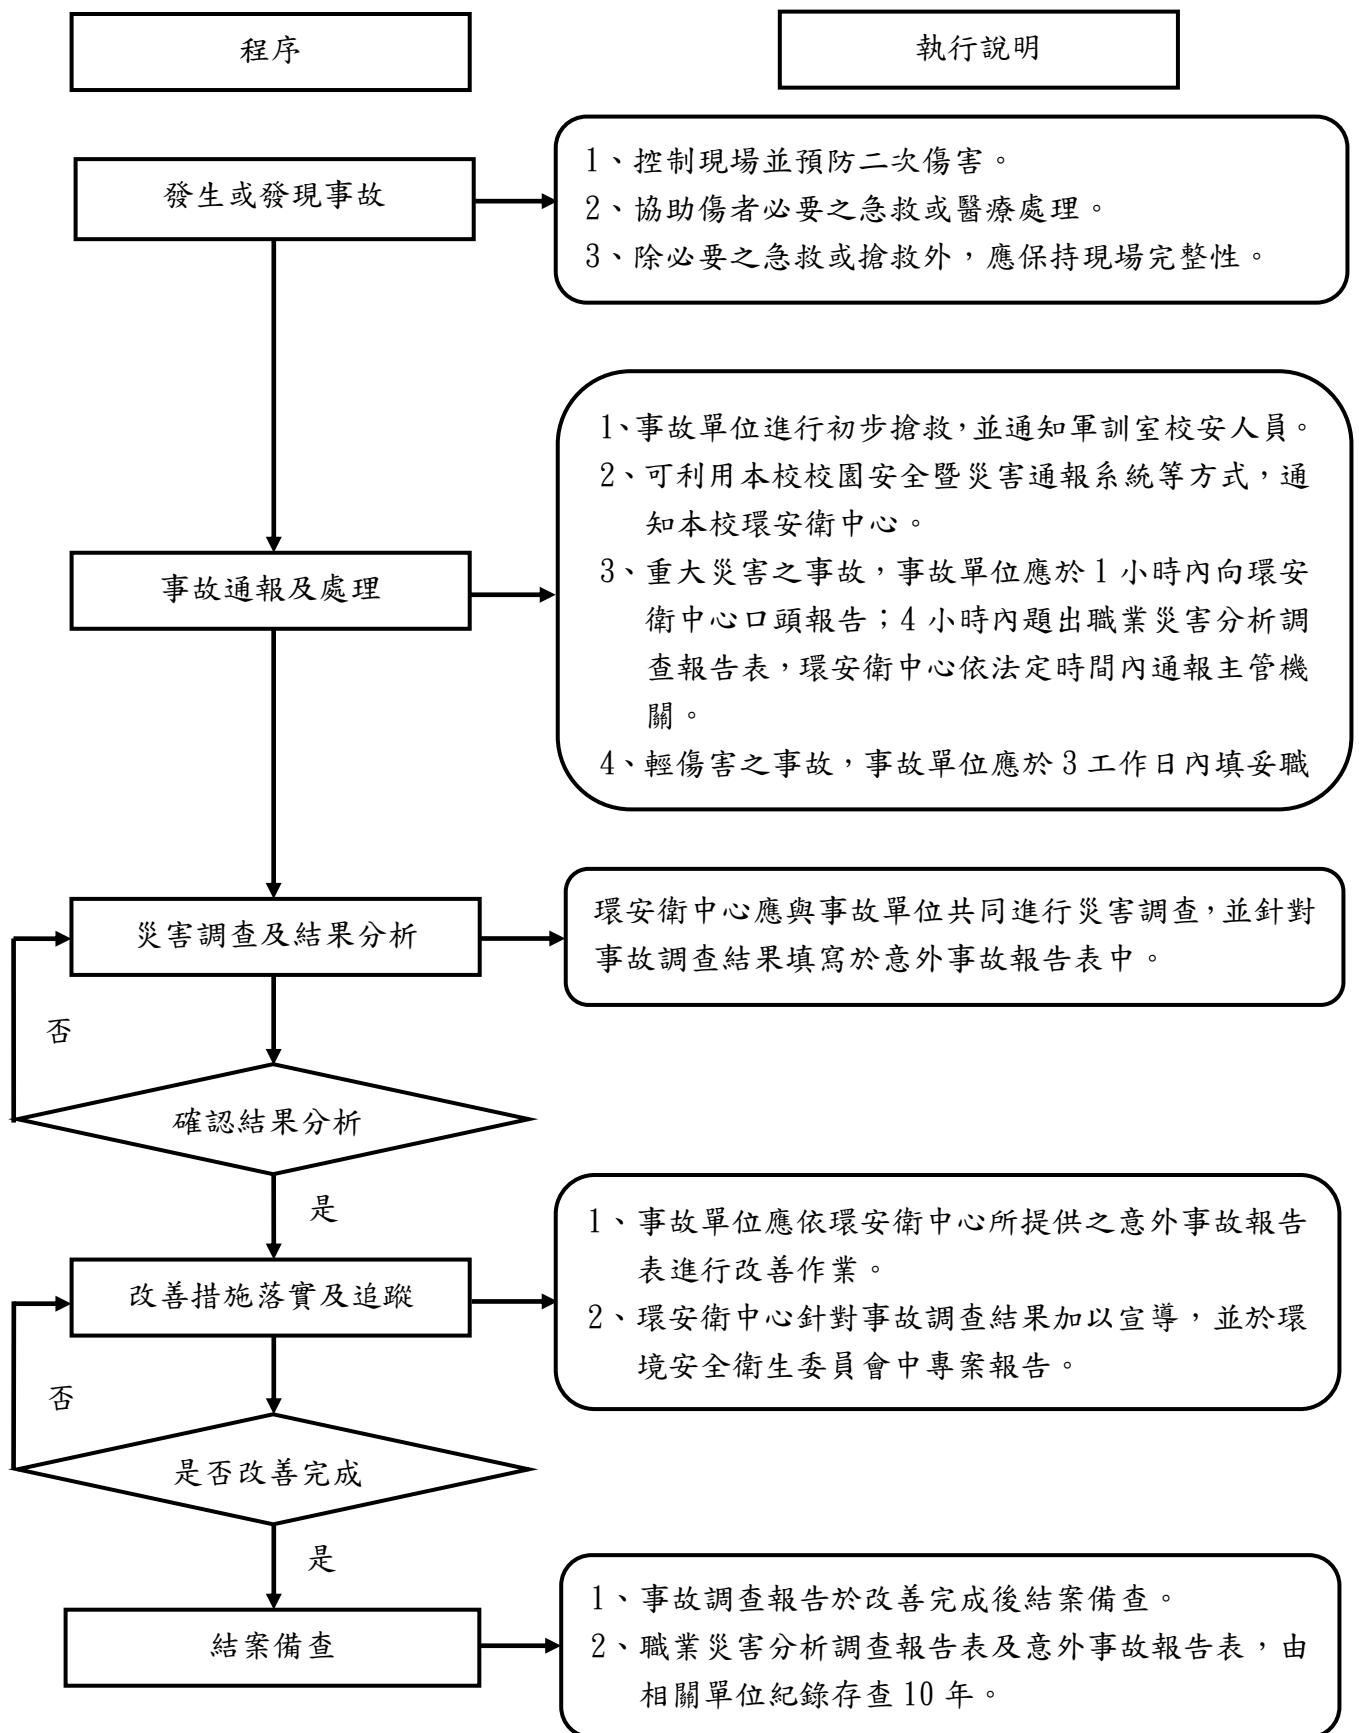 程序
執行說明
發生或發現事故
1、控制現場並預防二次傷害。
2、協助傷者必要之急救或醫療處理。
3、除必要之急救或搶救外，應保持現場完整性。
事故通報及處理
1、事故單位進行初步搶救，並通知軍訓室校安人員。
2、可利用本校校園安全暨災害通報系統等方式，通
知本校環安衛中心。
3、重大災害之事故，事故單位應於 1 小時內向環安
衛中心口頭報告；4 小時內題出職業災害分析調
查報告表，環安衛中心依法定時間內通報主管機
關。
4、輕傷害之事故，事故單位應於 3 工作日內填妥職
災害調查及結果分析
環安衛中心應與事故單位共同進行災害調查，並針對
事故調查結果填寫於意外事故報告表中。
否
確認結果分析
是
改善措施落實及追蹤
1、事故單位應依環安衛中心所提供之意外事故報告
表進行改善作業。
2、環安衛中心針對事故調查結果加以宣導，並於環
境安全衛生委員會中專案報告。
否
是否改善完成
是
結案備查
1、事故調查報告於改善完成後結案備查。
2、職業災害分析調查報告表及意外事故報告表，由
相關單位紀錄存查 10 年。